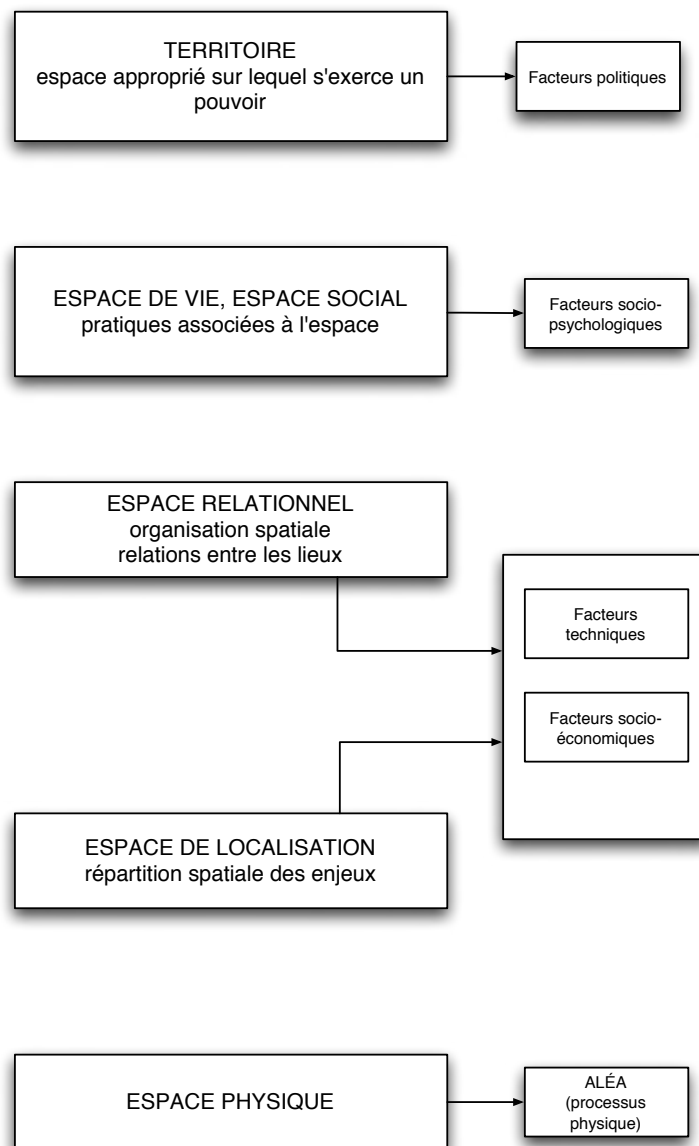 TERRITOIRE
espace approprié sur lequel s'exerce un
pouvoir
Facteurs politiques
ESPACE DE VIE, ESPACE SOCIAL
pratiques associées à l'espace
Facteurs socio-
psychologiques
ESPACE RELATIONNEL
organisation spatiale
relations entre les lieux
Facteurs
techniques
Facteurs socio-
économiques
ESPACE DE LOCALISATION
répartition spatiale des enjeux
ESPACE PHYSIQUE
ALÉA
(processus
physique)